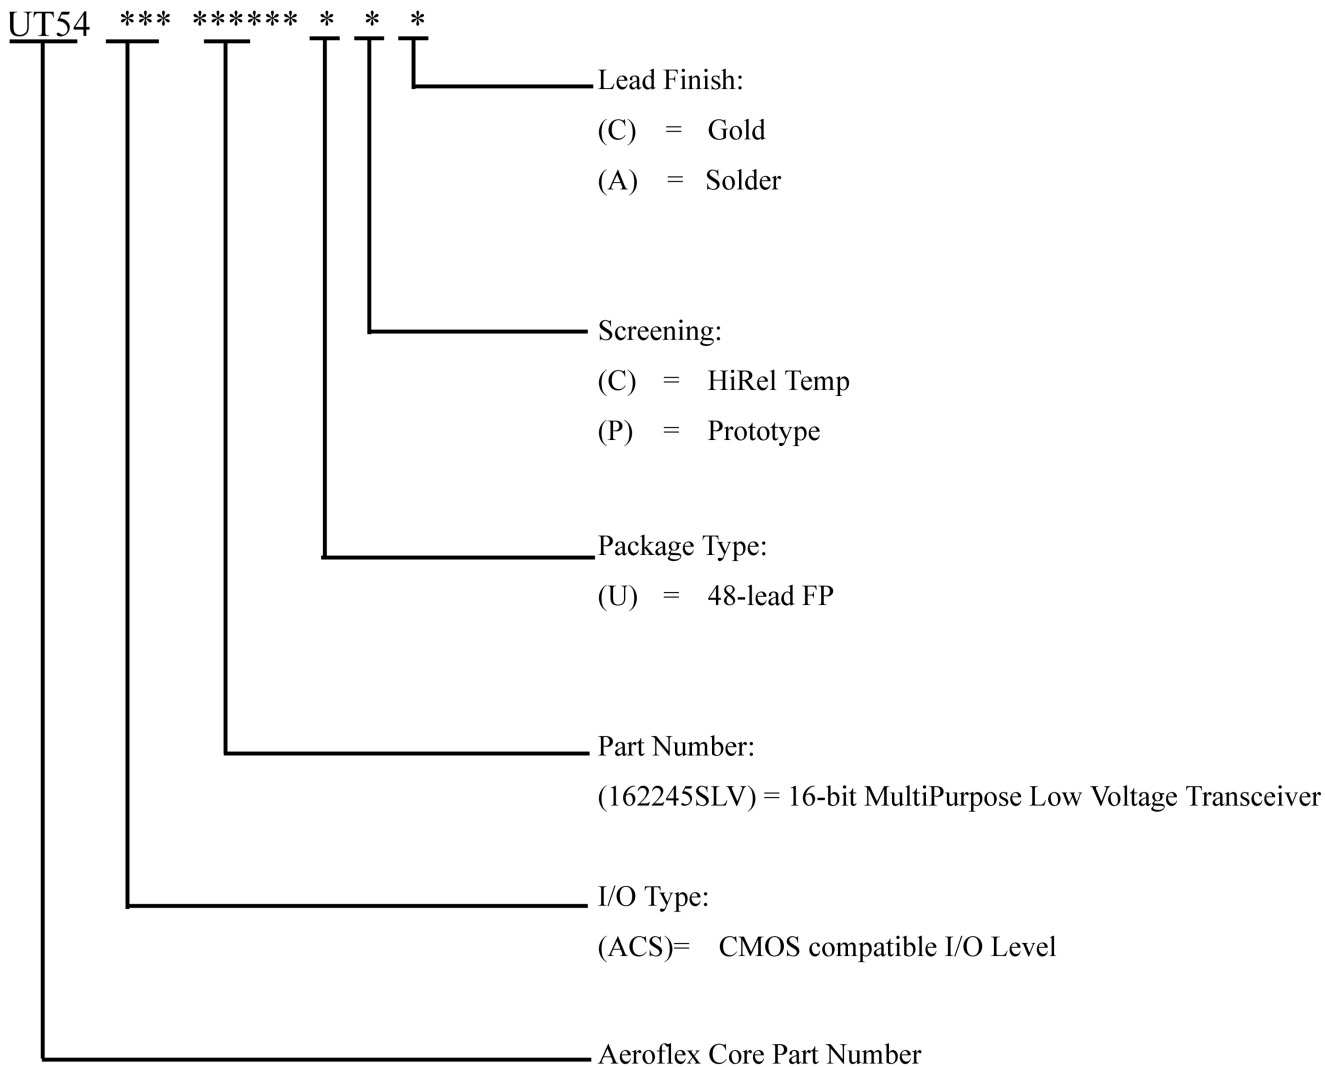 UT54 *** ****** * * *
Lead Finish:
(C) = Gold
(A) = Solder
Screening:
(C) = HiRel Temp
(P) = Prototype
Package Type:
(U) = 48-lead FP
Part Number:
(162245SLV) = 16-bit MultiPurpose Low Voltage Transceiver
I/O Type:
(ACS)= CMOS compatible I/O Level
Aeroflex Core Part Number